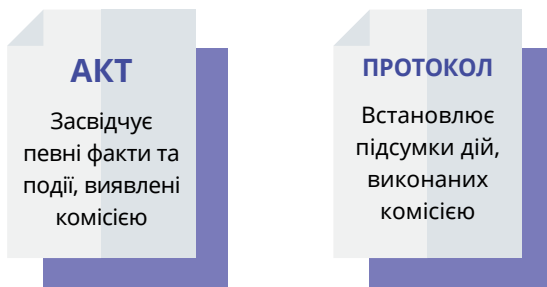 АКТ
Засвідчує
певні факти та
події, виявлені
комісією
ПРОТОКОЛ
Встановлює
підсумки дій,
виконаних
комісією